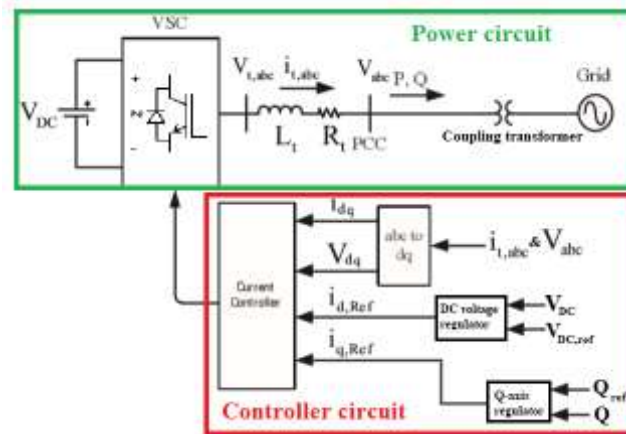 VSC
Power circuit
V_DC
+
-
V_t,abc
i_t,abc
V_abc
P, Q
Grid
L_t
R_t
PCC
Coupling transformer
i_dq
V_dq
abc to
dq
i_t,abc & V_abc
Current
Controller
i_d,Ref
DC voltage
regulator
V_DC
V_DC,ref
i_q,Ref
Q-axis
regulator
Q_ref
Q
Controller circuit